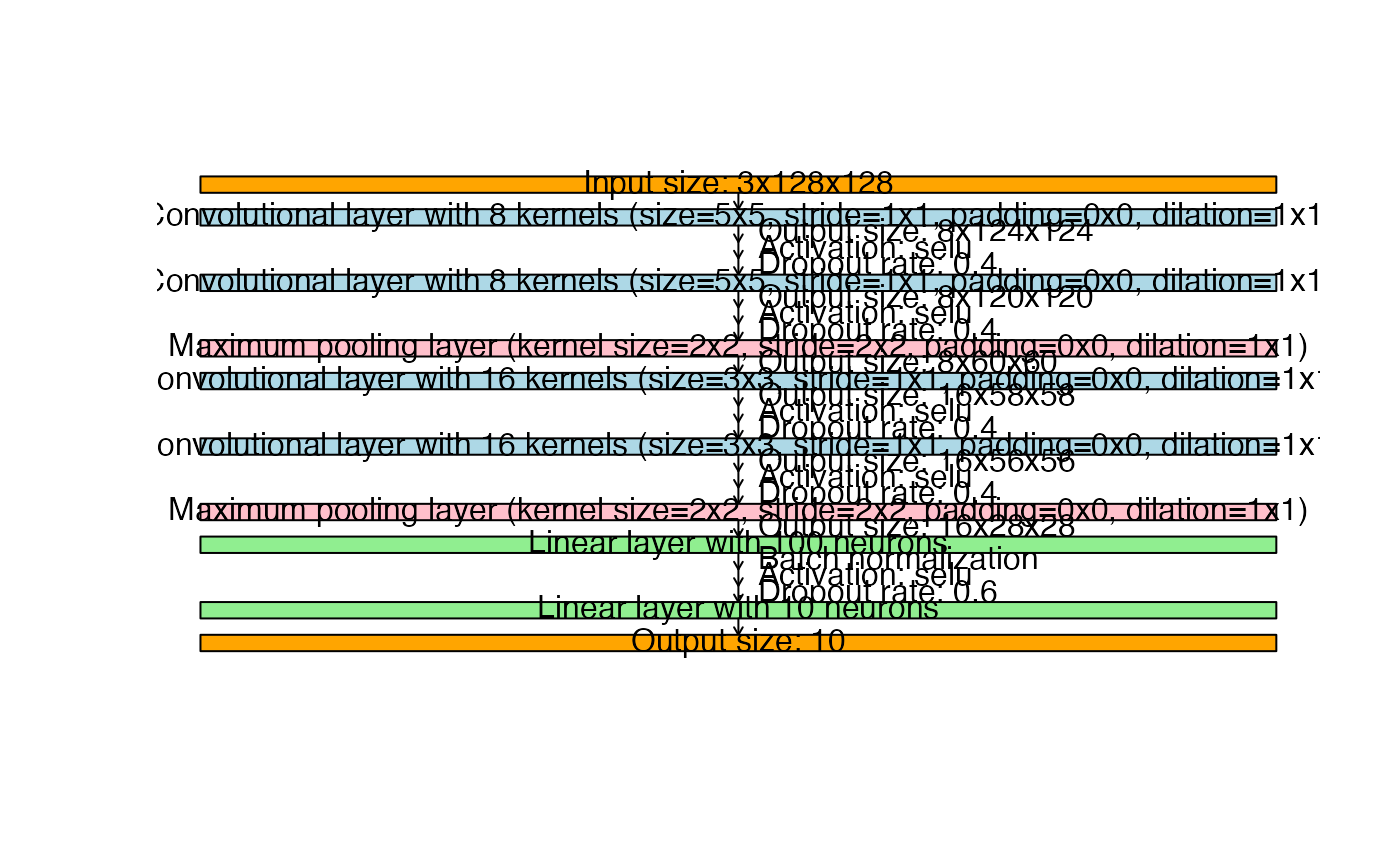 Input size: 3x128x128
Convolutional layer with 8 kernels (size=5x5, stride=1x1, padding=0x0, dilation=1x1
Output size: 8x124x124
Activation: selu
Dropout rate: 0.4
Convolutional layer with 8 kernels (size=5x5, stride=1x1, padding=0x0, dilation=1x1
Output size: 8x120x120
Activation: selu
Dropout rate: 0.4
Maximum pooling layer (kernel size=2x2, stride=2x2, padding=0x0, dilation=1x1)
Output size: 8x60x60
onvolutional layer with 16 kernels (size=3x3, stride=1x1, padding=0x0, dilation=1x1
Output size: 16x58x58
Activation: selu
Dropout rate: 0.4
onvolutional layer with 16 kernels (size=3x3, stride=1x1, padding=0x0, dilation=1x1
Output size: 16x56x56
Activation: selu
Dropout rate: 0.4
Maximum pooling layer (kernel size=2x2, stride=2x2, padding=0x0, dilation=1x1)
Output size: 16x28x28
Linear layer with 100 neurons
Batch normalization
Activation: selu
Dropout rate: 0.6
Linear layer with 10 neurons
Output size: 10